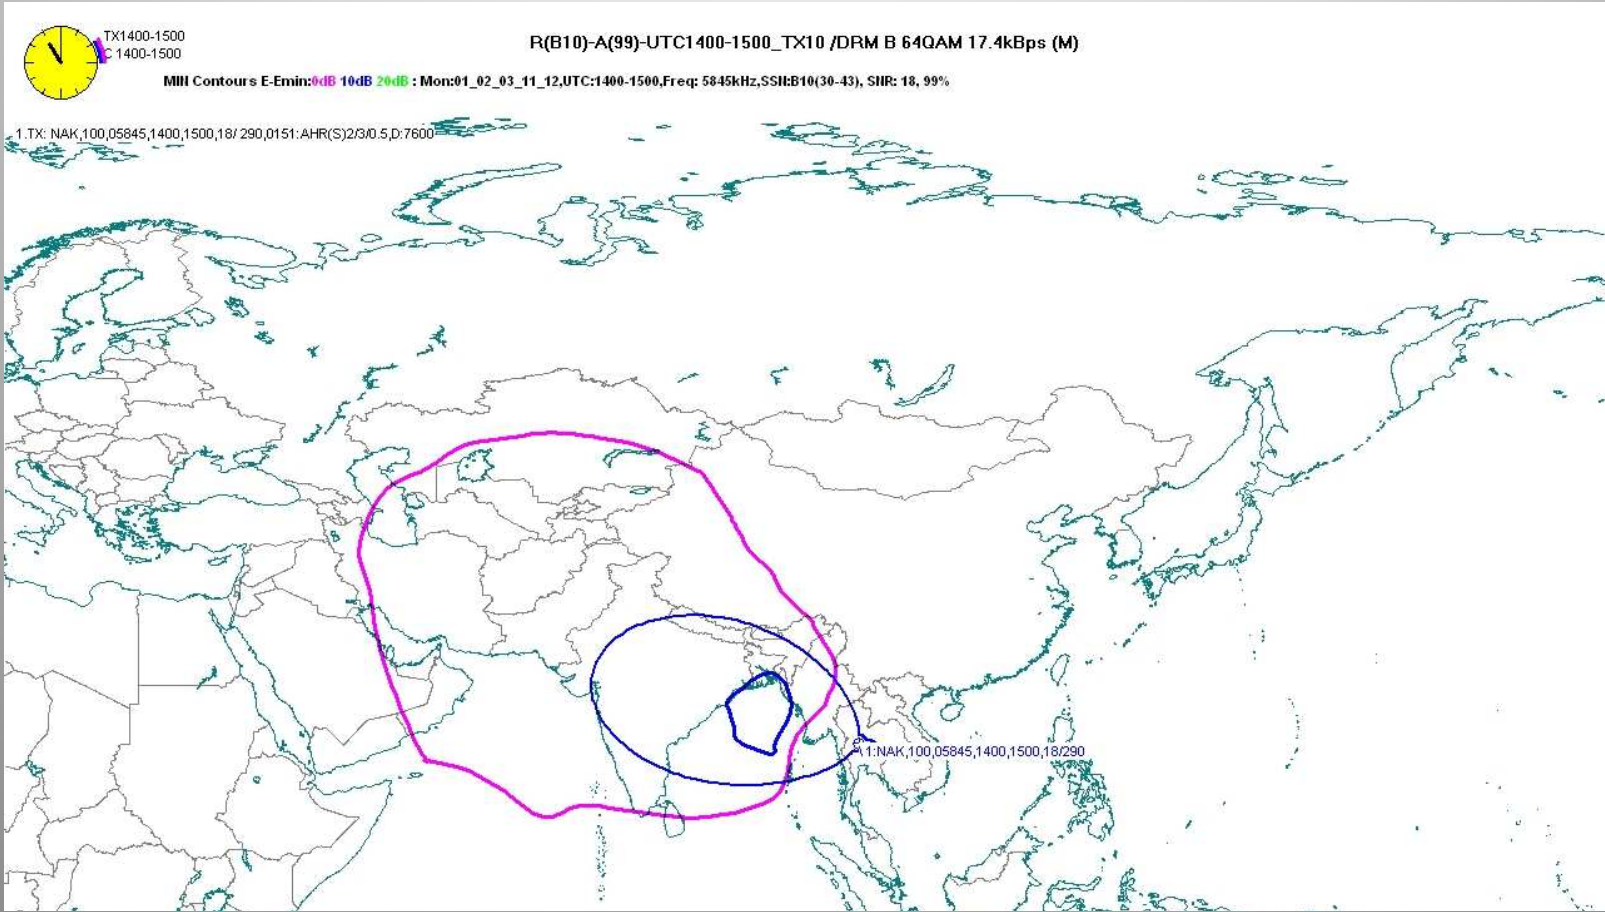 TX1400-1500
C 1400-1500
R(B10)-A(99)-UTC1400-1500_TX10 /DRM B 64QAM 17.4kBps (M)
MIN Contours E-Emin:0dB 10dB 20dB : Mon:01_02_03_11_12,UTC:1400-1500,Freq: 5845kHz,SSN:B10(30-43), SNR: 18, 99%
1.TX: NAK,100,05845,1400,1500,18/ 290,0151:AHR(S)2/3/0.5,D:7600
1:NAK,100,05845,1400,1500,18/290